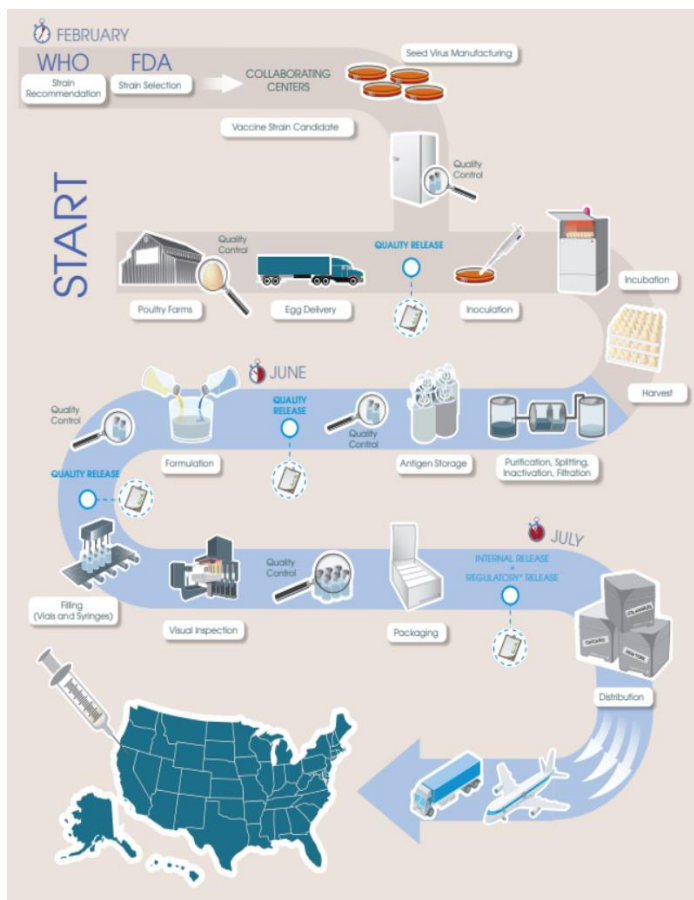 FEBRUARY
WHO
FDA
Strain
Recommendation
Strain Selection
COLLABORATING
CENTERS
Seed Virus Manufacturing
Vaccine Strain Candidate
Quality
Control
START
Quality
Control
QUALITY RELEASE
Poultry Farms
Egg Delivery
Inoculation
Incubation
Harvest
JUNE
Quality
Control
QUALITY
RELEASE
Quality
Control
Formulation
Antigen Storage
Purification, Splitting,
Inactivation, Filtration
QUALITY RELEASE
JULY
Quality
Control
INTERNAL RELEASE
+
REGULATORY* RELEASE
Filling
(Vials and Syringes)
Visual Inspection
Packaging
NEW YORK
Distribution